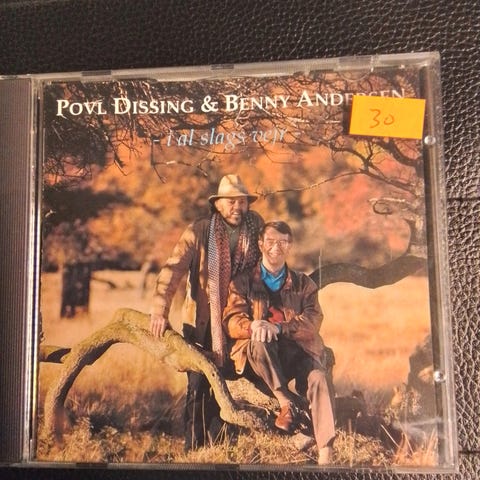 POVL DISSING & BENNY ANDERSEN
- i al slags vejr
30